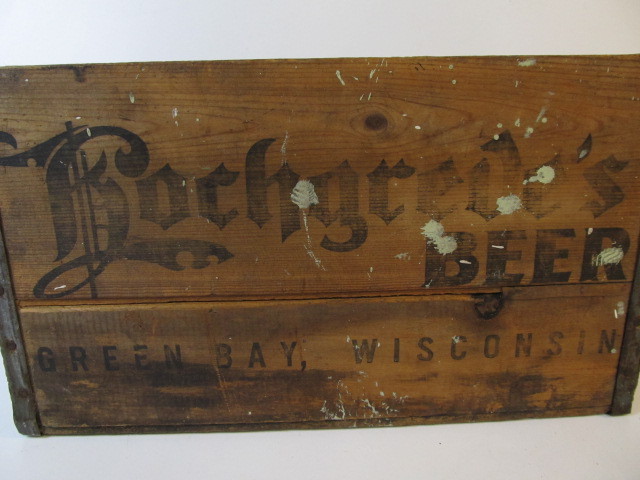 Hochgreve's
BEER
GREEN BAY, WISCONSIN